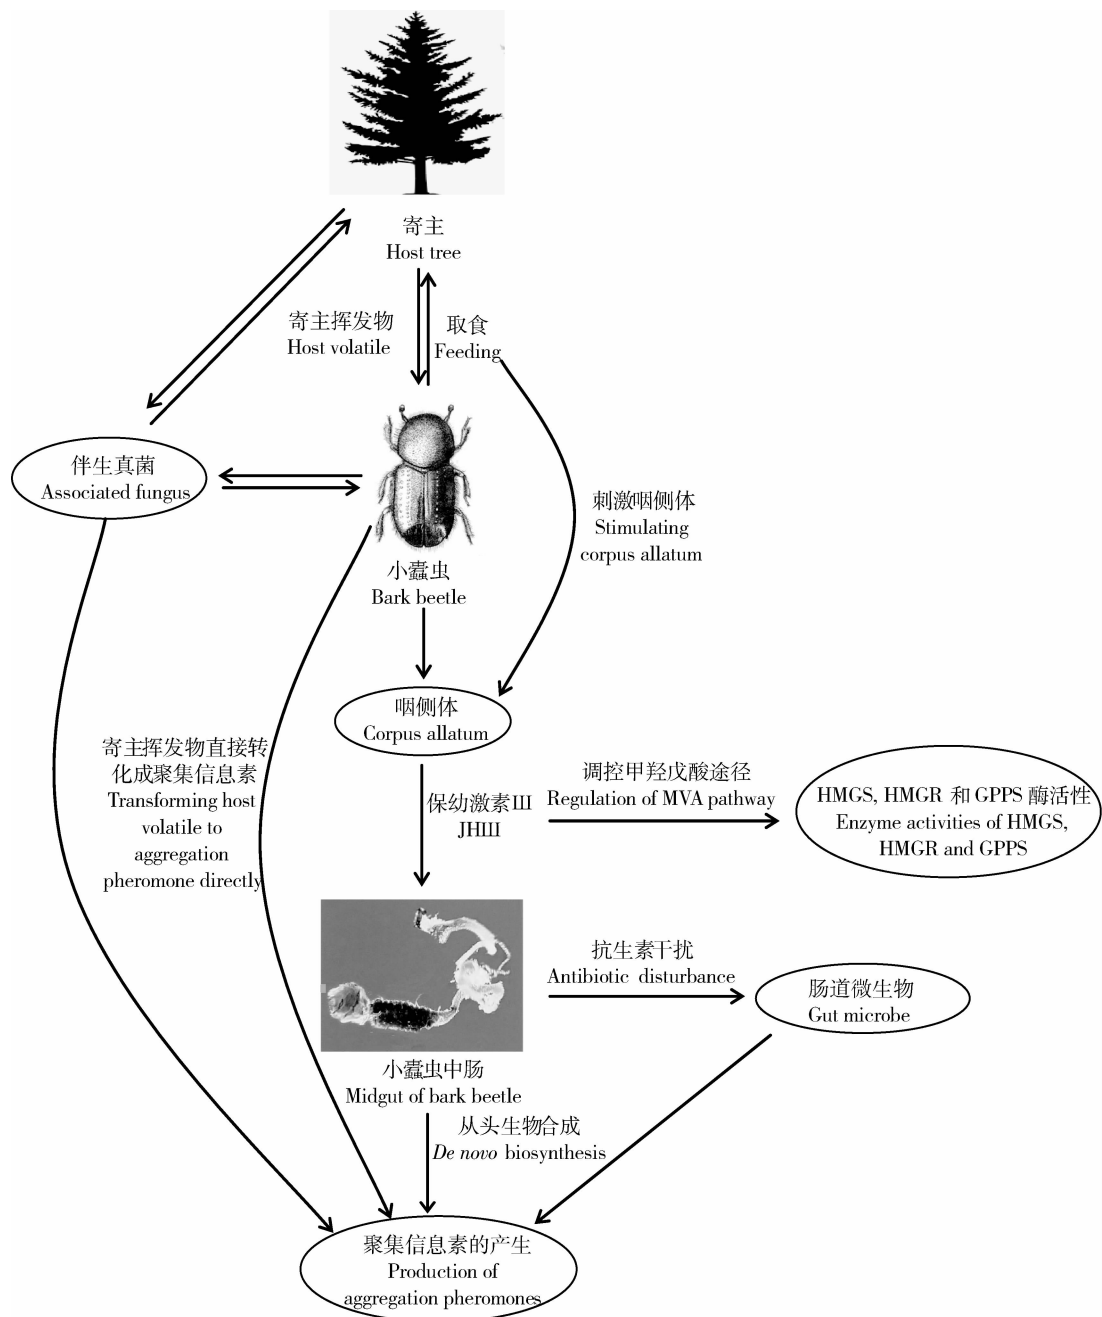 寄主
Host tree
寄主挥发物
Host volatile
取食
Feeding
伴生真菌
Associated fungus
刺激咽侧体
Stimulating
corpus allatum
小蠹虫
Bark beetle
咽侧体
Corpus allatum
寄主挥发物直接转
化成聚集信息素
Transforming host
volatile to
aggregation
pheromone directly
保幼激素III
JHIII
调控甲羟戊酸途径
Regulation of MVA pathway
HMGS, HMGR 和 GPPS 酶活性
Enzyme activities of HMGS,
HMGR and GPPS
抗生素干扰
Antibiotic disturbance
肠道微生物
Gut microbe
小蠹虫中肠
Midgut of bark beetle
从头生物合成
De novo biosynthesis
聚集信息素的产生
Production of
aggregation pheromones